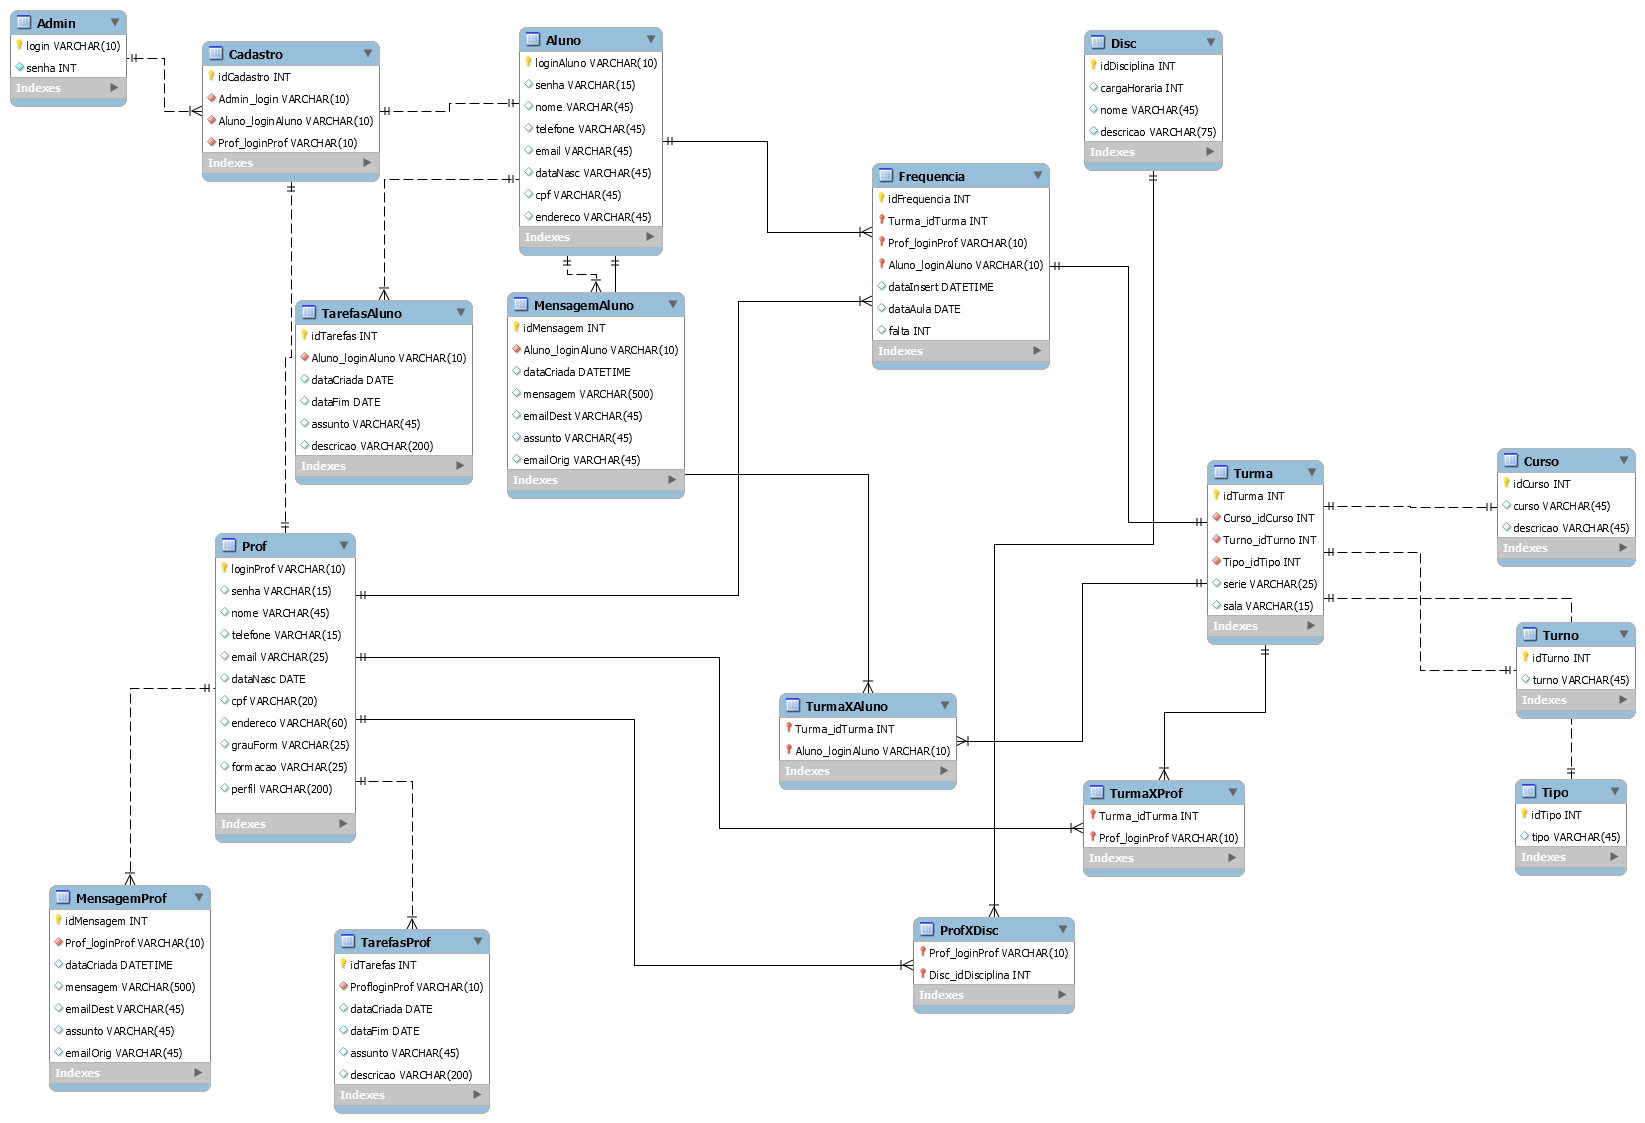 Admin
login VARCHAR(10)
senha INT
Indexes
Cadastro
idCadastro INT
Admin_login VARCHAR(10)
Aluno_loginAluno VARCHAR(10)
Prof_loginProf VARCHAR(10)
Indexes
Aluno
loginAluno VARCHAR(10)
senha VARCHAR(15)
nome VARCHAR(45)
telefone VARCHAR(45)
email VARCHAR(45)
dataNasc VARCHAR(45)
cpf VARCHAR(45)
endereco VARCHAR(45)
Indexes
Disc
idDisciplina INT
cargaHoraria INT
nome VARCHAR(45)
descricao VARCHAR(75)
Indexes
Frequencia
idFrequencia INT
Turma_idTurma INT
Prof_loginProf VARCHAR(10)
Aluno_loginAluno VARCHAR(10)
dataInsert DATETIME
dataAula DATE
falta INT
Indexes
TarefasAluno
idTarefas INT
Aluno_loginAluno VARCHAR(10)
dataCriada DATE
dataFim DATE
assunto VARCHAR(45)
descricao VARCHAR(200)
Indexes
MensagemAluno
idMensagem INT
Aluno_loginAluno VARCHAR(10)
dataCriada DATETIME
mensagem VARCHAR(500)
emailDest VARCHAR(45)
assunto VARCHAR(45)
emailOrig VARCHAR(45)
Indexes
Turma
idTurma INT
Curso_idCurso INT
Turno_idTurno INT
Tipo_idTipo INT
serie VARCHAR(25)
sala VARCHAR(15)
Indexes
Curso
idCurso INT
curso VARCHAR(45)
descricao VARCHAR(45)
Indexes
Prof
loginProf VARCHAR(10)
senha VARCHAR(15)
nome VARCHAR(45)
telefone VARCHAR(15)
email VARCHAR(25)
dataNasc DATE
cpf VARCHAR(20)
endereco VARCHAR(60)
grauForm VARCHAR(25)
formacao VARCHAR(25)
perfil VARCHAR(200)
Indexes
Turno
idTurno INT
turno VARCHAR(45)
Indexes
TurmaXAluno
Turma_idTurma INT
Aluno_loginAluno VARCHAR(10)
Indexes
TurmaXProf
Turma_idTurma INT
Prof_loginProf VARCHAR(10)
Indexes
Tipo
idTipo INT
tipo VARCHAR(45)
Indexes
MensagemProf
idMensagem INT
Prof_loginProf VARCHAR(10)
dataCriada DATETIME
mensagem VARCHAR(500)
emailDest VARCHAR(45)
assunto VARCHAR(45)
emailOrig VARCHAR(45)
Indexes
TarefasProf
idTarefas INT
ProfloginProf VARCHAR(10)
dataCriada DATE
dataFim DATE
assunto VARCHAR(45)
descricao VARCHAR(200)
Indexes
ProfXDisc
Prof_loginProf VARCHAR(10)
Disc_idDisciplina INT
Indexes